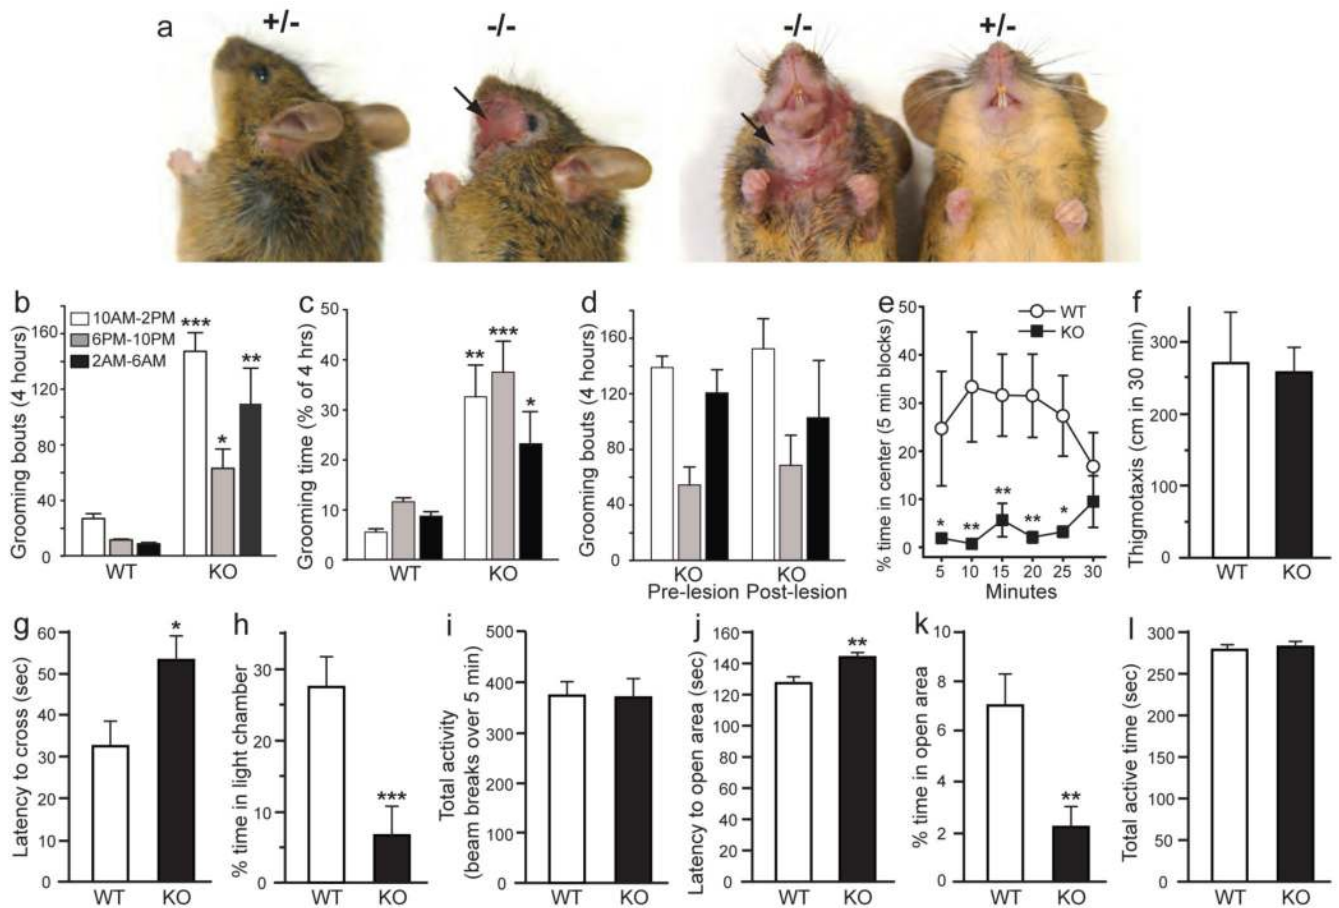 a
+/-
-/-
-/-
+/-
b
Grooming bouts (4 hours)
160
120
80
40
0
10AM-2PM
6PM-10PM
2AM-6AM
***
*
**
WT
KO
c
Grooming time (% of 4 hrs)
50
40
30
20
10
0
**
***
*
WT
KO
d
Grooming bouts (4 hours)
160
120
80
40
0
KO
Pre-lesion
KO
Post-lesion
e
% time in center (5 min blocks)
50
40
30
20
10
0
WT
KO
*
**
**
**
*
5
10
15
20
25
30
Minutes
f
Thigmotaxis (cm in 30 min)
300
200
100
0
WT
KO
g
Latency to cross (sec)
60
50
40
30
20
10
0
*
WT
KO
h
% time in light chamber
30
20
10
0
***
WT
KO
i
Total activity
(beam breaks over 5 min)
500
400
300
200
100
0
WT
KO
j
Latency to open area (sec)
160
140
120
100
80
60
40
20
0
**
WT
KO
k
% time in open area
10
8
6
4
2
0
**
WT
KO
l
Total active time (sec)
300
250
200
150
100
50
0
WT
KO